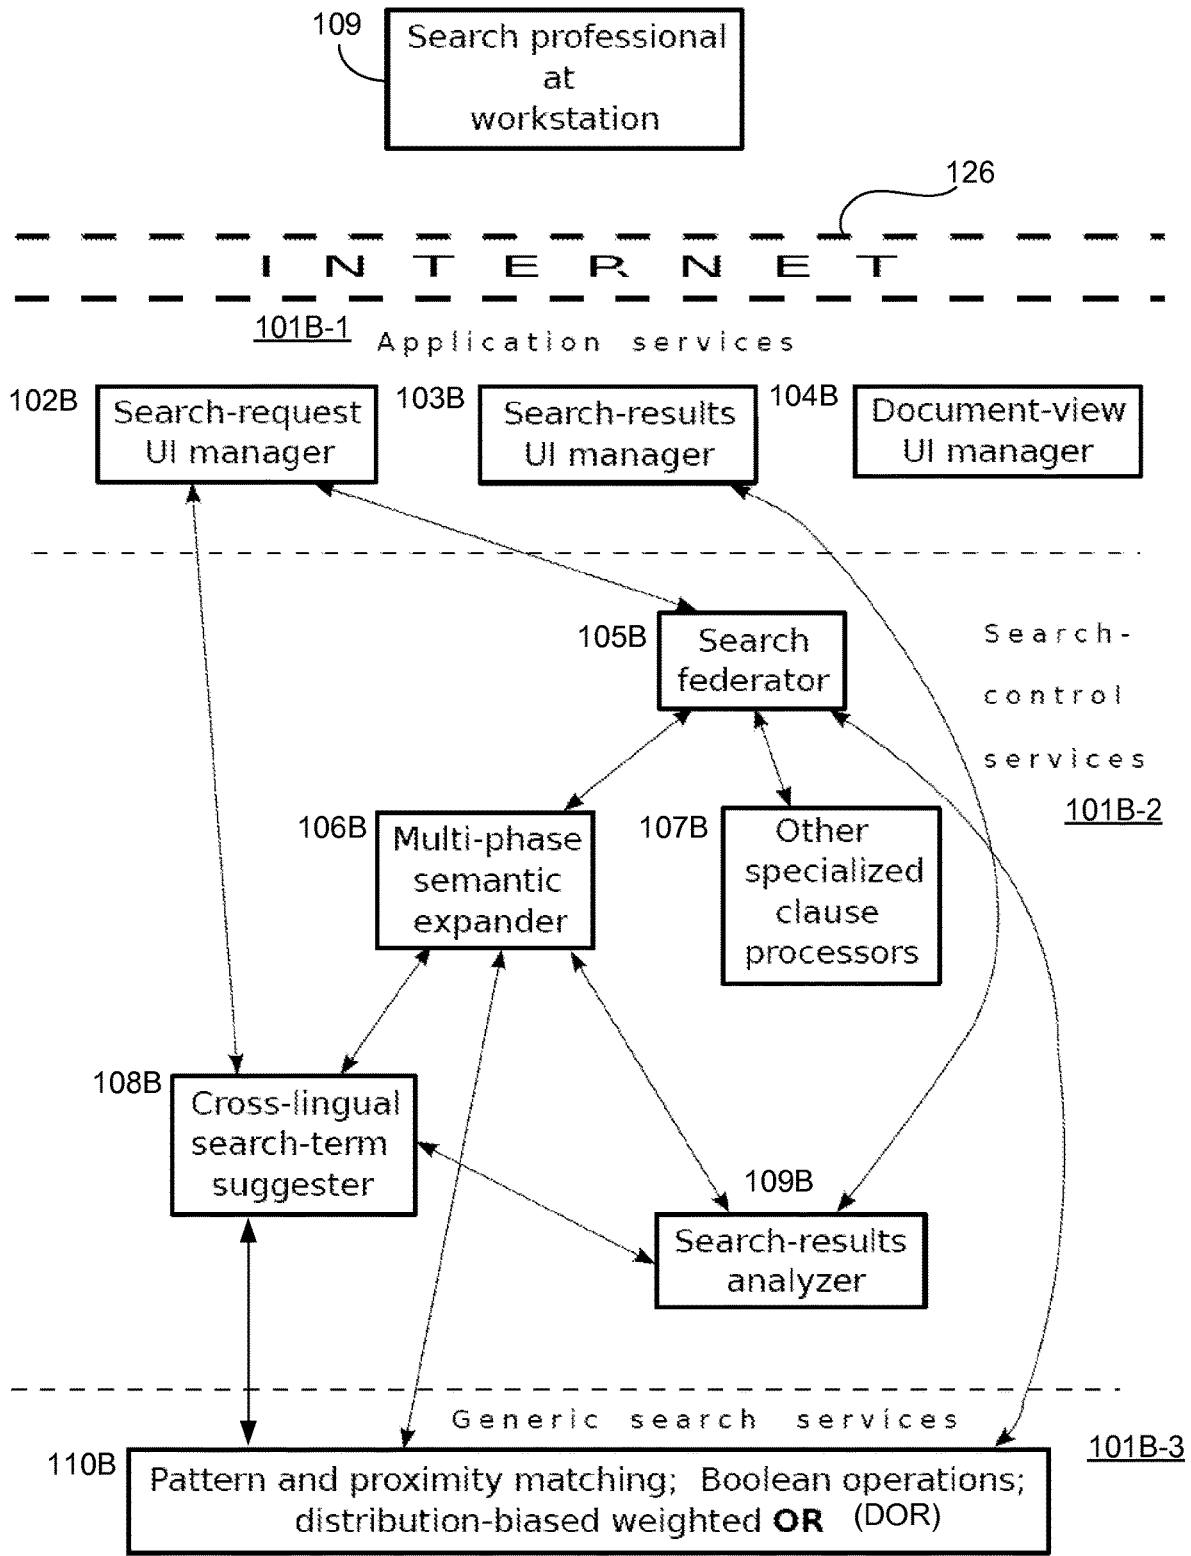 109
Search professional
at
workstation
126
INTERNET
101B-1
Application services
102B
Search-request
UI manager
103B
Search-results
UI manager
104B
Document-view
UI manager
105B
Search
federator
Search-
control
services
101B-2
106B
Multi-phase
semantic
expander
107B
Other
specialized
clause
processors
108B
Cross-lingual
search-term
suggester
109B
Search-results
analyzer
Generic search services
101B-3
110B
Pattern and proximity matching; Boolean operations;
distribution-biased weighted OR (DOR)